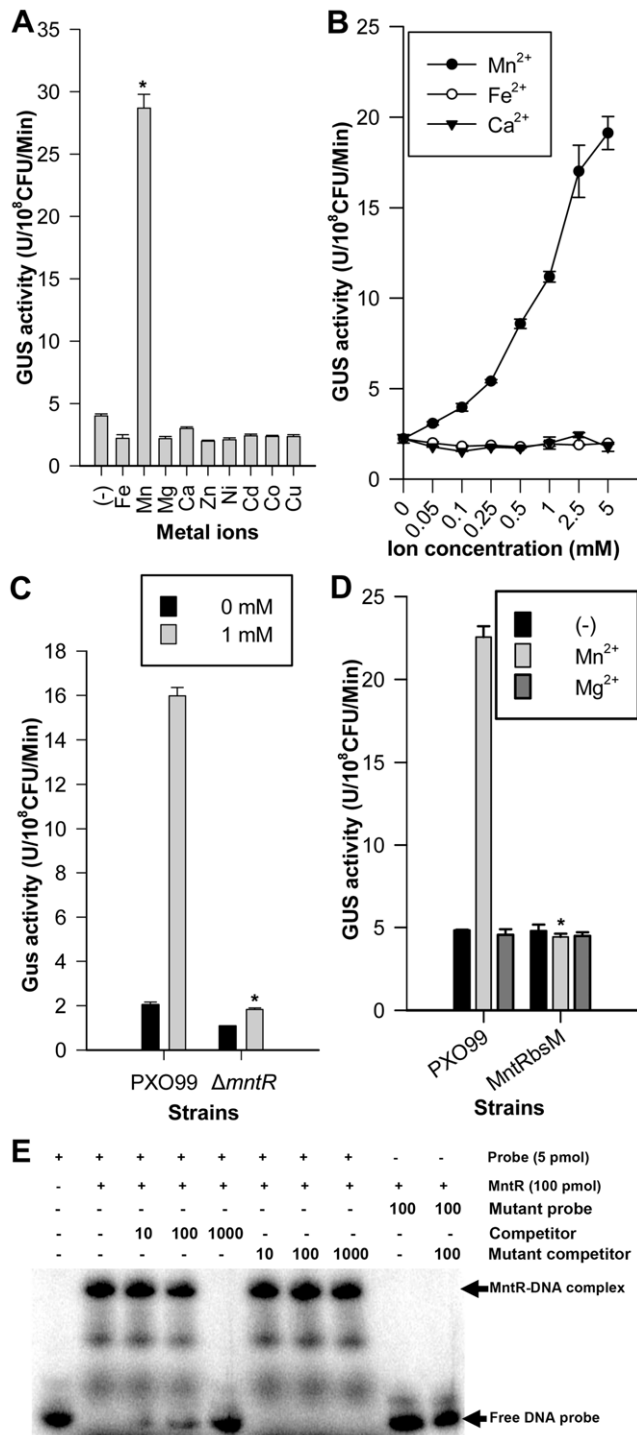 A
GUS activity (U/10⁸CFU/Min)
35
30
25
20
15
10
5
0
(-) Fe Mn Mg Ca Zn Ni Cd Co Cu
*
Metal ions
B
Mn²⁺
Fe²⁺
Ca²⁺
GUS activity (U/10⁸CFU/Min)
25
20
15
10
5
0
0 0.05 0.1 0.25 0.5 1 2.5 5
Ion concentration (mM)
C
0 mM
1 mM
Gus activity (U/10⁸CFU/Min)
18
16
14
12
10
8
6
4
2
0
*
PXO99 ΔmntR
Strains
D
(-)
Mn²⁺
Mg²⁺
GUS activity (U/10⁸CFU/Min)
25
20
15
10
5
0
*
PXO99 MntRbsM
Strains
E
+ + + + + + + + - - Probe (5 pmol)
- + + + + + + + + + MntR (100 pmol)
- - - - - - - - 100 100 Mutant probe
- - 10 100 1000 - - - - - Competitor
- - - - - 10 100 1000 - 100 Mutant competitor
MntR-DNA complex
Free DNA probe